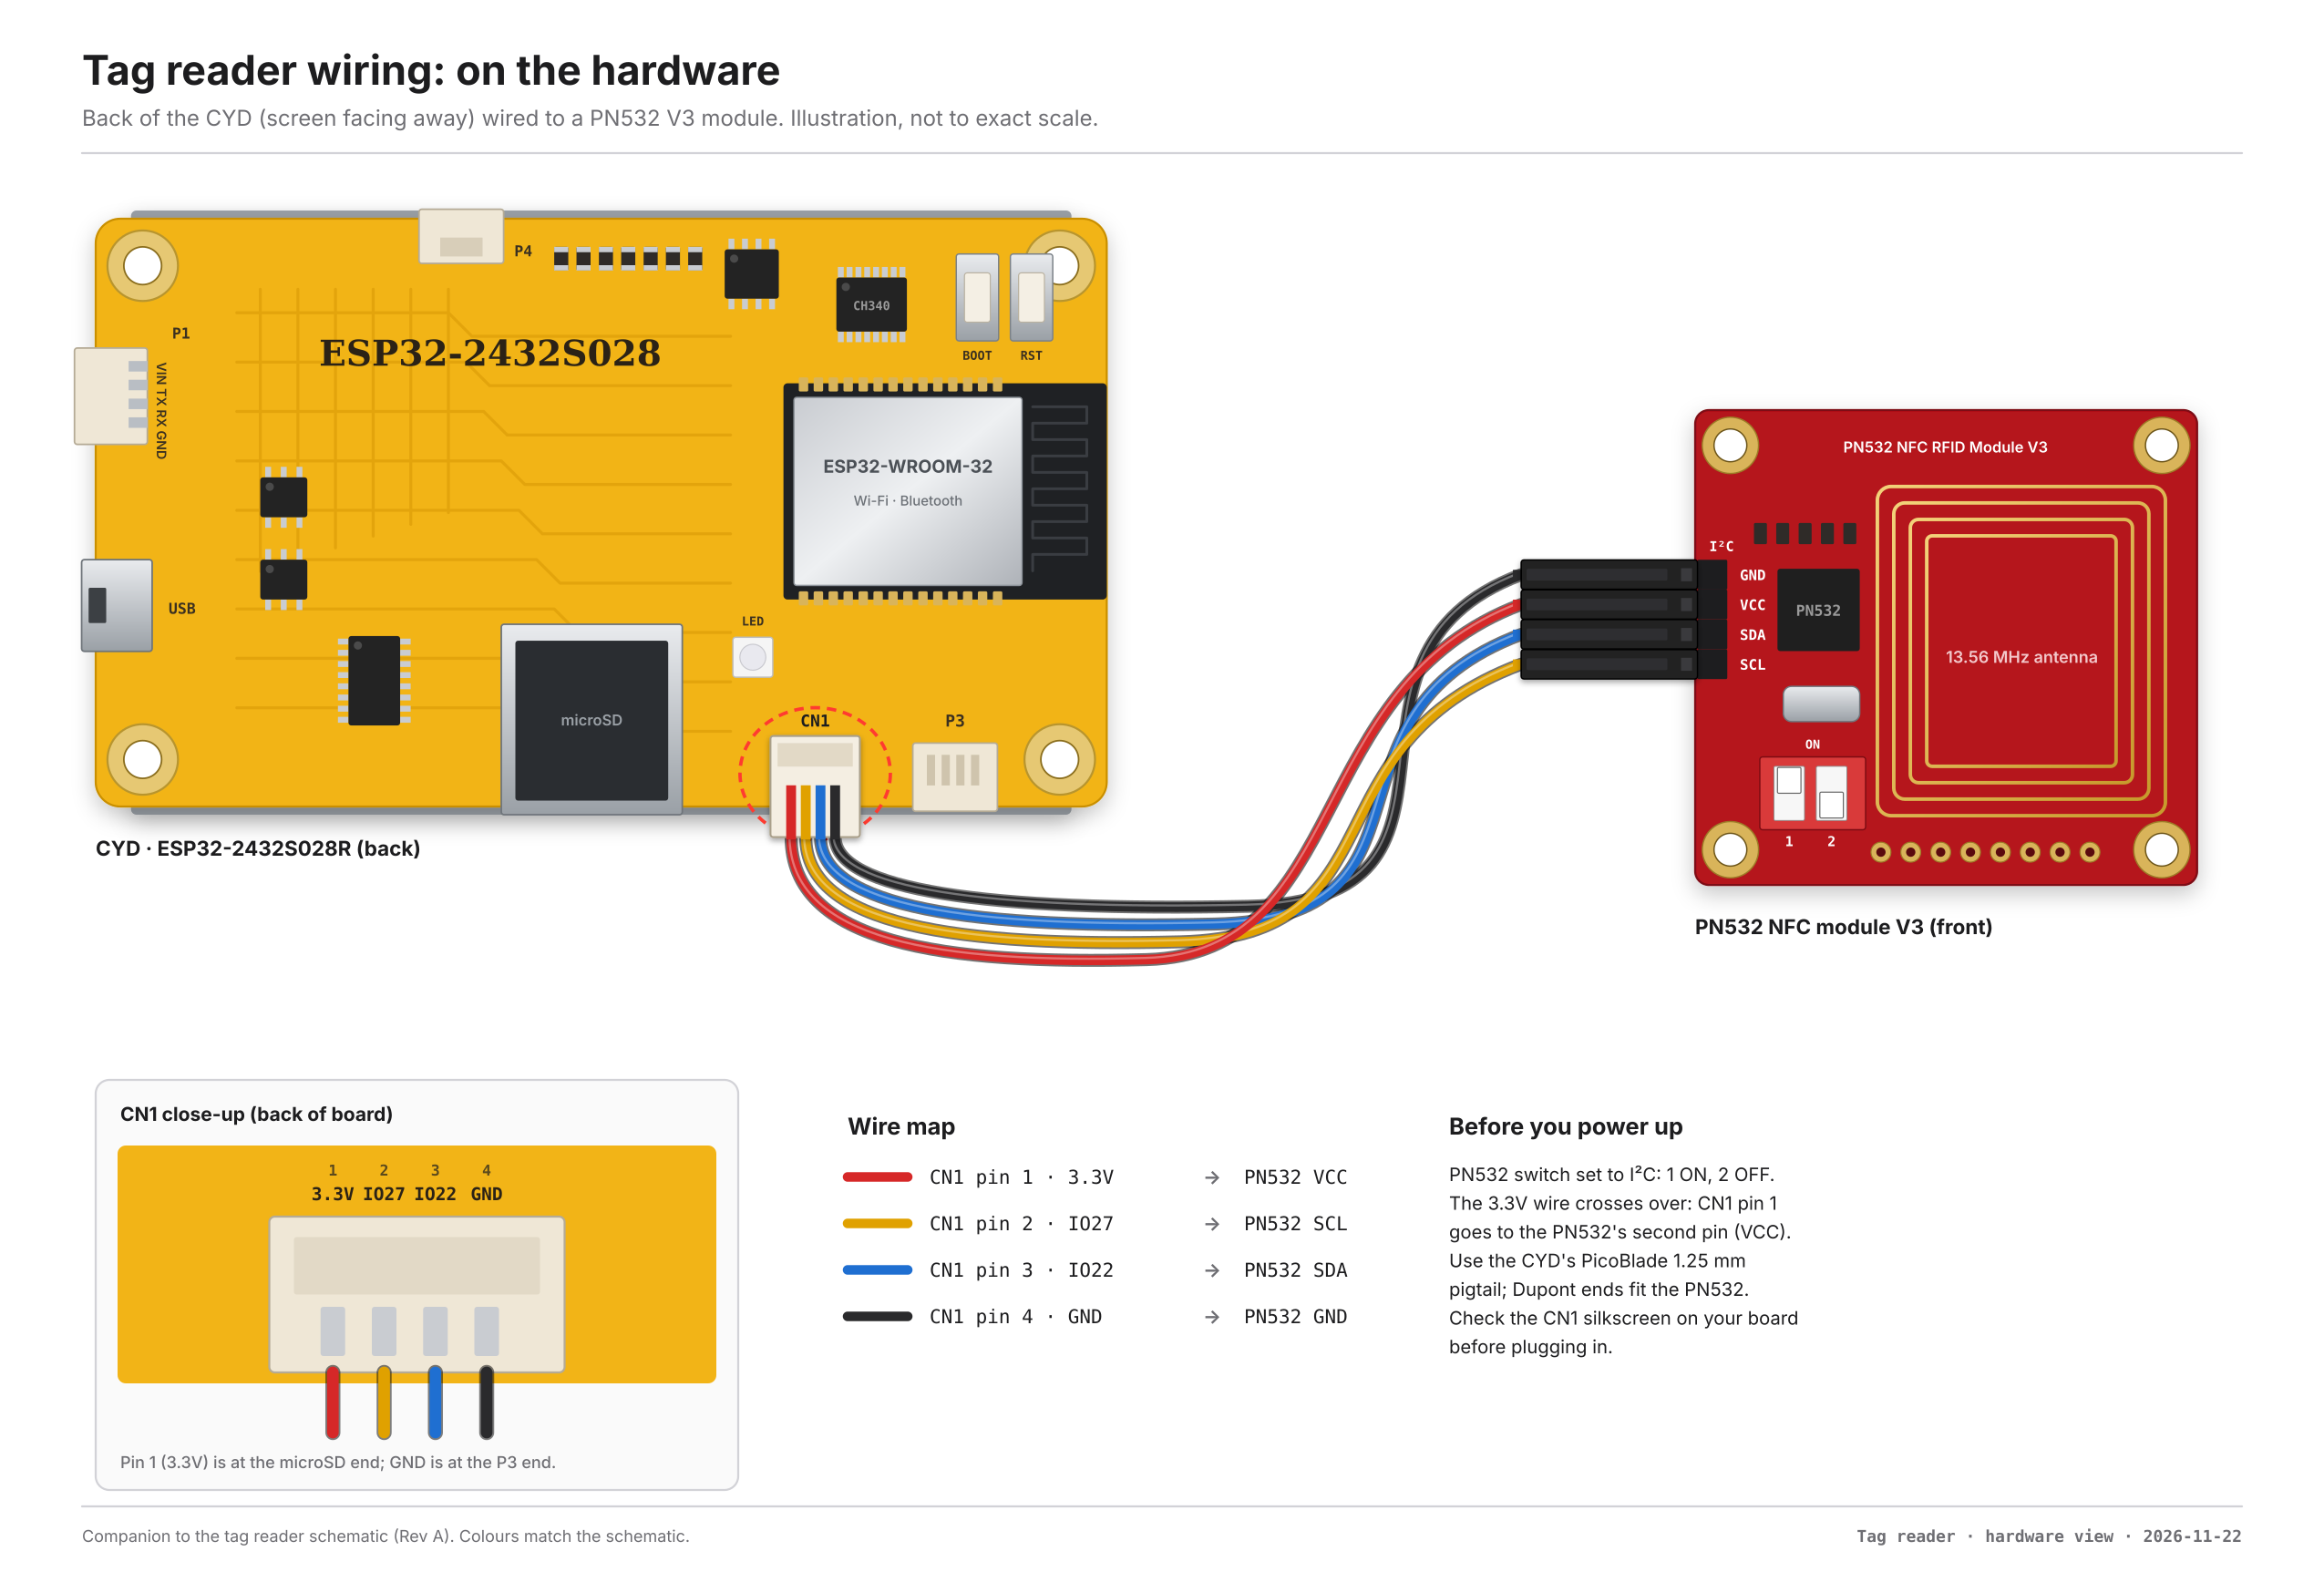 Tag reader wiring: on the hardware
Back of the CYD (screen facing away) wired to a PN532 V3 module. Illustration, not to exact scale.
P4
CH340
BOOT
RST
P1
VIN TX RX GND
ESP32-2432S028
ESP32-WROOM-32
Wi-Fi · Bluetooth
USB
LED
microSD
CN1
P3
CYD · ESP32-2432S028R (back)
PN532 NFC RFID Module V3
I²C
GND
VCC
SDA
SCL
PN532
13.56 MHz antenna
ON
1 2
PN532 NFC module V3 (front)
CN1 close-up (back of board)
1 2 3 4
3.3V IO27 IO22 GND
Pin 1 (3.3V) is at the microSD end; GND is at the P3 end.
Wire map
CN1 pin 1 · 3.3V → PN532 VCC
CN1 pin 2 · IO27 → PN532 SCL
CN1 pin 3 · IO22 → PN532 SDA
CN1 pin 4 · GND → PN532 GND
Before you power up
PN532 switch set to I²C: 1 ON, 2 OFF.
The 3.3V wire crosses over: CN1 pin 1
goes to the PN532's second pin (VCC).
Use the CYD's PicoBlade 1.25 mm
pigtail; Dupont ends fit the PN532.
Check the CN1 silkscreen on your board
before plugging in.
Companion to the tag reader schematic (Rev A). Colours match the schematic.
Tag reader · hardware view · 2026-11-22